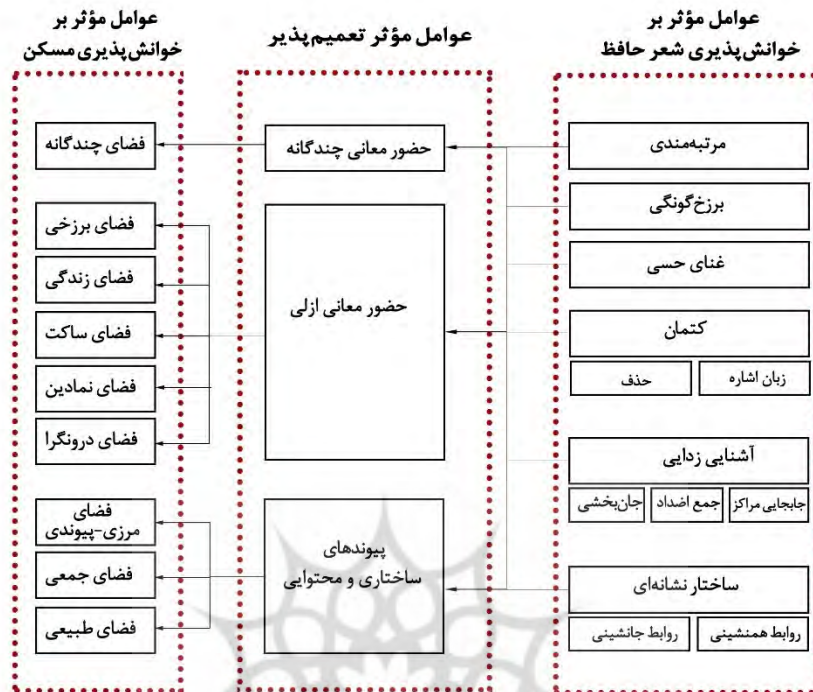 عوامل مؤثر بر
خوانش‌پذیری شعر حافظ
مرتبه‌مندی
برزخ‌گونگی
غنای حسی
کتمان
زبان اشاره
حذف
آشنایی زدایی
جابجایی مراکز
جمع اضداد
جان‌بخشی
ساختار نشانه‌ای
روابط همنشینی
روابط جانشینی
عوامل مؤثر تعمیم‌پذیر
حضور معانی چندگانه
حضور معانی ازلی
پیوندهای
ساختاری و محتوایی
عوامل مؤثر بر
خوانش‌پذیری مسکن
فضای چندگانه
فضای برزخی
فضای زندگی
فضای ساکت
فضای نمادین
فضای درونگرا
فضای
مرزی-پیوندی
فضای جمعی
فضای طبیعی